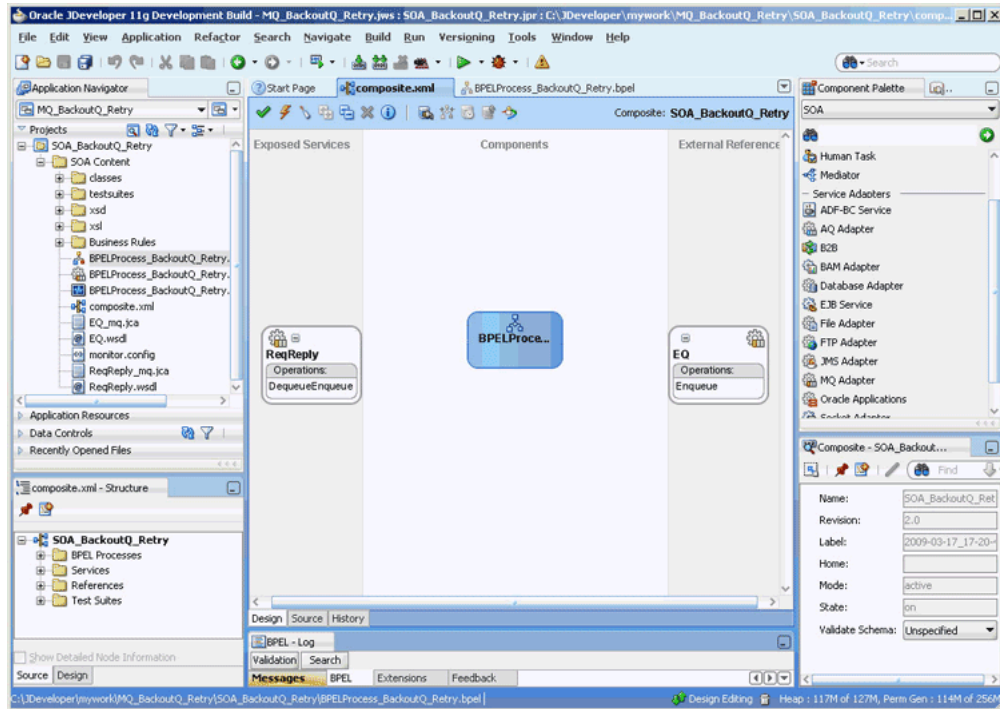 Oracle JDeveloper 11g Development Build - MQ_BackoutQ_Retry.jws : SOA_BackoutQ_Retry.jpr : C:\JDeveloper\mywork\MQ_BackoutQ_Retry\SOA_BackoutQ_Retry\comp...
File Edit View Application Refactor Search Navigate Build Run Versioning Tools Window Help
Search
Application Navigator
MQ_BackoutQ_Retry
Projects
SOA_BackoutQ_Retry
SOA Content
classes
testsuites
xsd
xsl
Business Rules
BPELProcess_BackoutQ_Retry.
BPELProcess_BackoutQ_Retry.
BPELProcess_BackoutQ_Retry.
composite.xml
EQ_mq.jca
EQ.wsdl
monitor.config
ReqReply_mq.jca
ReqReply.wsdl
Application Resources
Data Controls
Recently Opened Files
composite.xml - Structure
SOA_BackoutQ_Retry
BPEL Processes
Services
References
Test Suites
Show Detailed Node Information
Source Design
Start Page composite.xml BPELProcess_BackoutQ_Retry.bpel
Composite: SOA_BackoutQ_Retry
Exposed Services Components External Reference
ReqReply
Operations:
DequeueEnqueue
BPELProce...
EQ
Operations:
Enqueue
Design Source History
BPEL - Log
Validation Search
Messages BPEL Extensions Feedback
Component Palette
SOA
Human Task
Mediator
Service Adapters
ADF-BC Service
AQ Adapter
B2B
BAM Adapter
Database Adapter
EJB Service
File Adapter
FTP Adapter
JMS Adapter
MQ Adapter
Oracle Applications
Socket Adapter
Composite - SOA_Backout...
Find
Name: SOA_BackoutQ_Ret
Revision: 2.0
Label: 2009-03-17_17-20-
Home:
Mode: active
State: on
Validate Schema: Unspecified
C:\JDeveloper\mywork\MQ_BackoutQ_Retry\SOA_BackoutQ_Retry\BPELProcess_BackoutQ_Retry.bpel
Design Editing Heap : 117M of 127M, Perm Gen : 114M of 256M